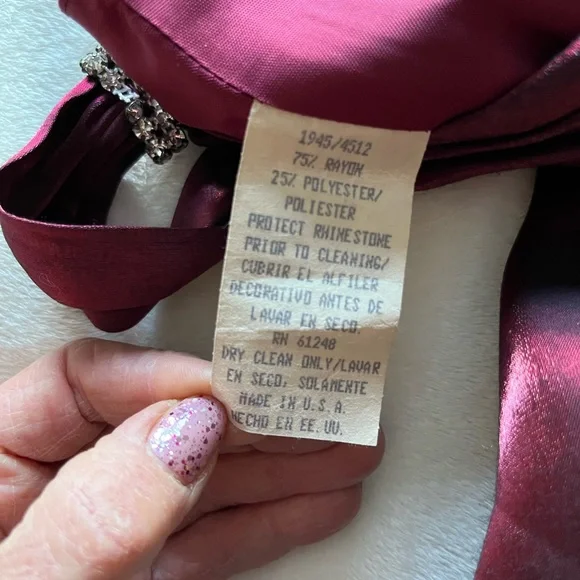 1945/4512
75% RAYON
25% POLYESTER/
POLIESTER
PROTECT RHINESTONE
PRIOR TO CLEANING/
CUBRIR EL ALFILER
DECORATIVO ANTES DE
LAVAR EN SECO.
RN 61248
DRY CLEAN ONLY/LAVAR
EN SECO, SOLAMENTE
MADE IN U.S.A.
HECHO EN EE.UU.